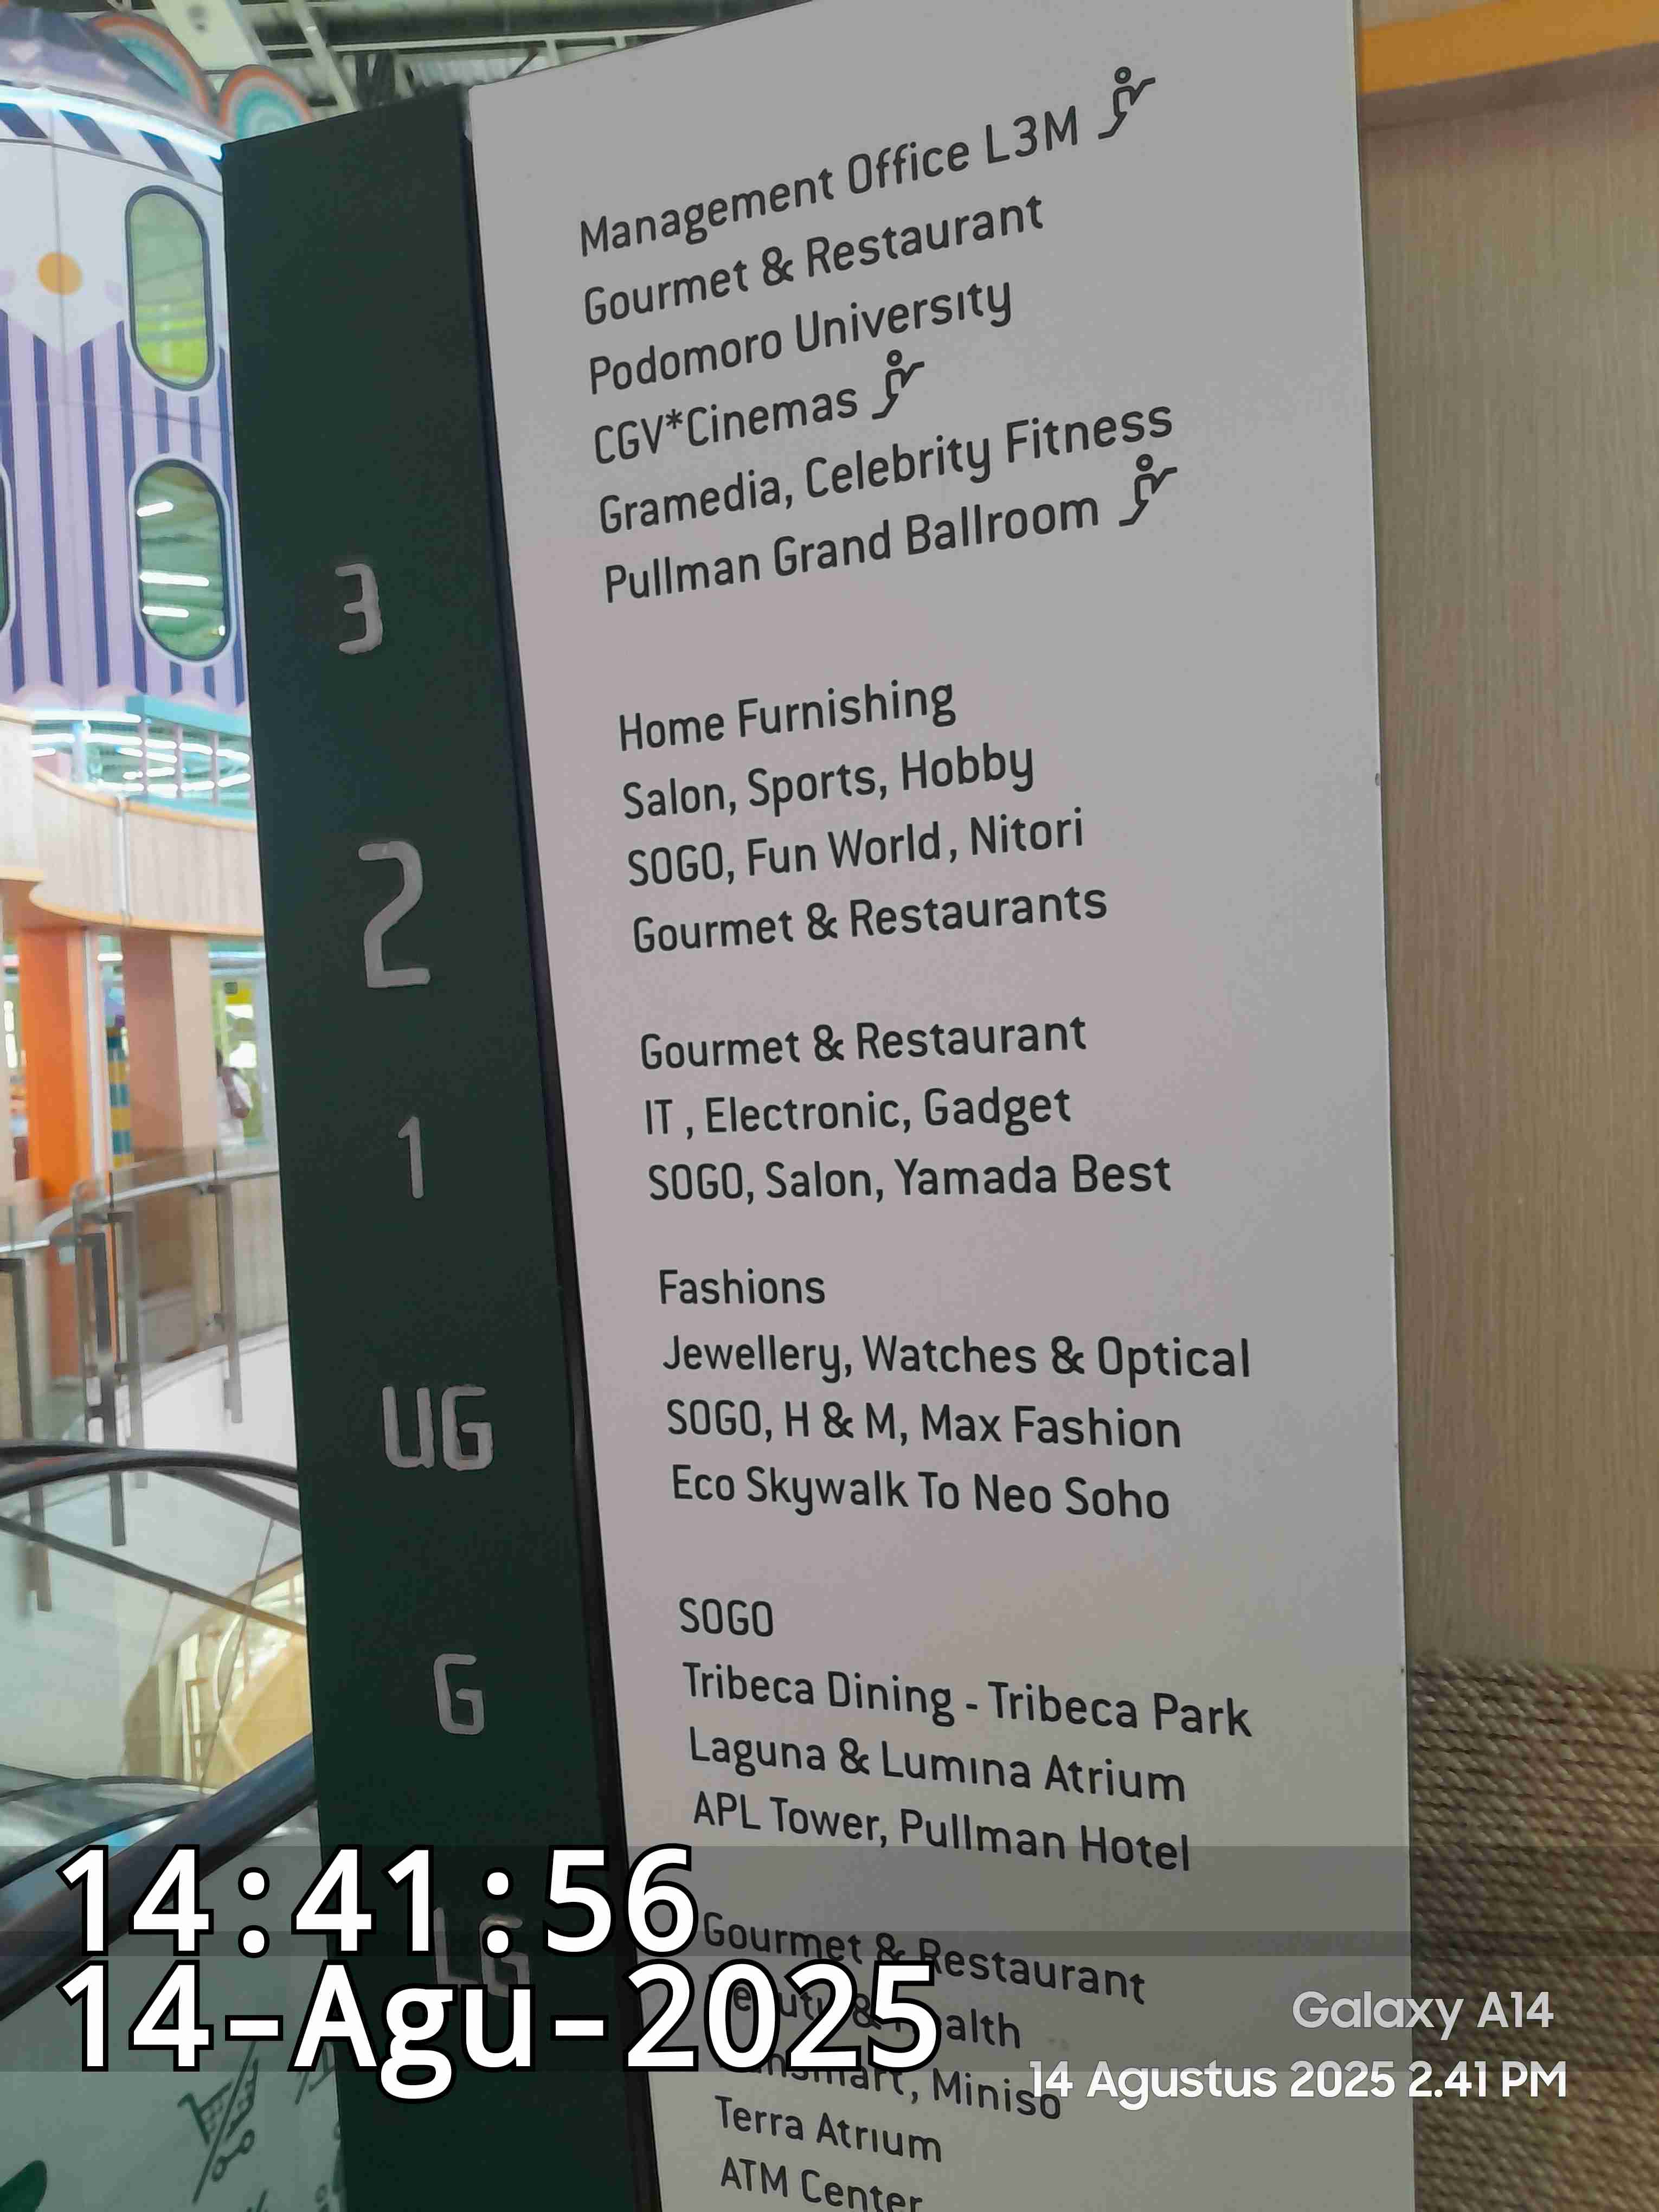 Management Office L3M
Gourmet & Restaurant
Podomoro University
CGV*Cinemas
Gramedia, Celebrity Fitness
Pullman Grand Ballroom
3
Home Furnishing
Salon, Sports, Hobby
SOGO, Fun World, Nitori
Gourmet & Restaurants
2
Gourmet & Restaurant
IT , Electronic, Gadget
SOGO, Salon, Yamada Best
1
Fashions
Jewellery, Watches & Optical
SOGO, H & M, Max Fashion
Eco Skywalk To Neo Soho
UG
SOGO
Tribeca Dining - Tribeca Park
Laguna & Lumina Atrium
APL Tower, Pullman Hotel
G
Gourmet & Restaurant
LG
&
Miniso
Terra Atrium
ATM Center
14:41:56
14-Agu-2025
Galaxy A14
14 Agustus 2025 2.41 PM